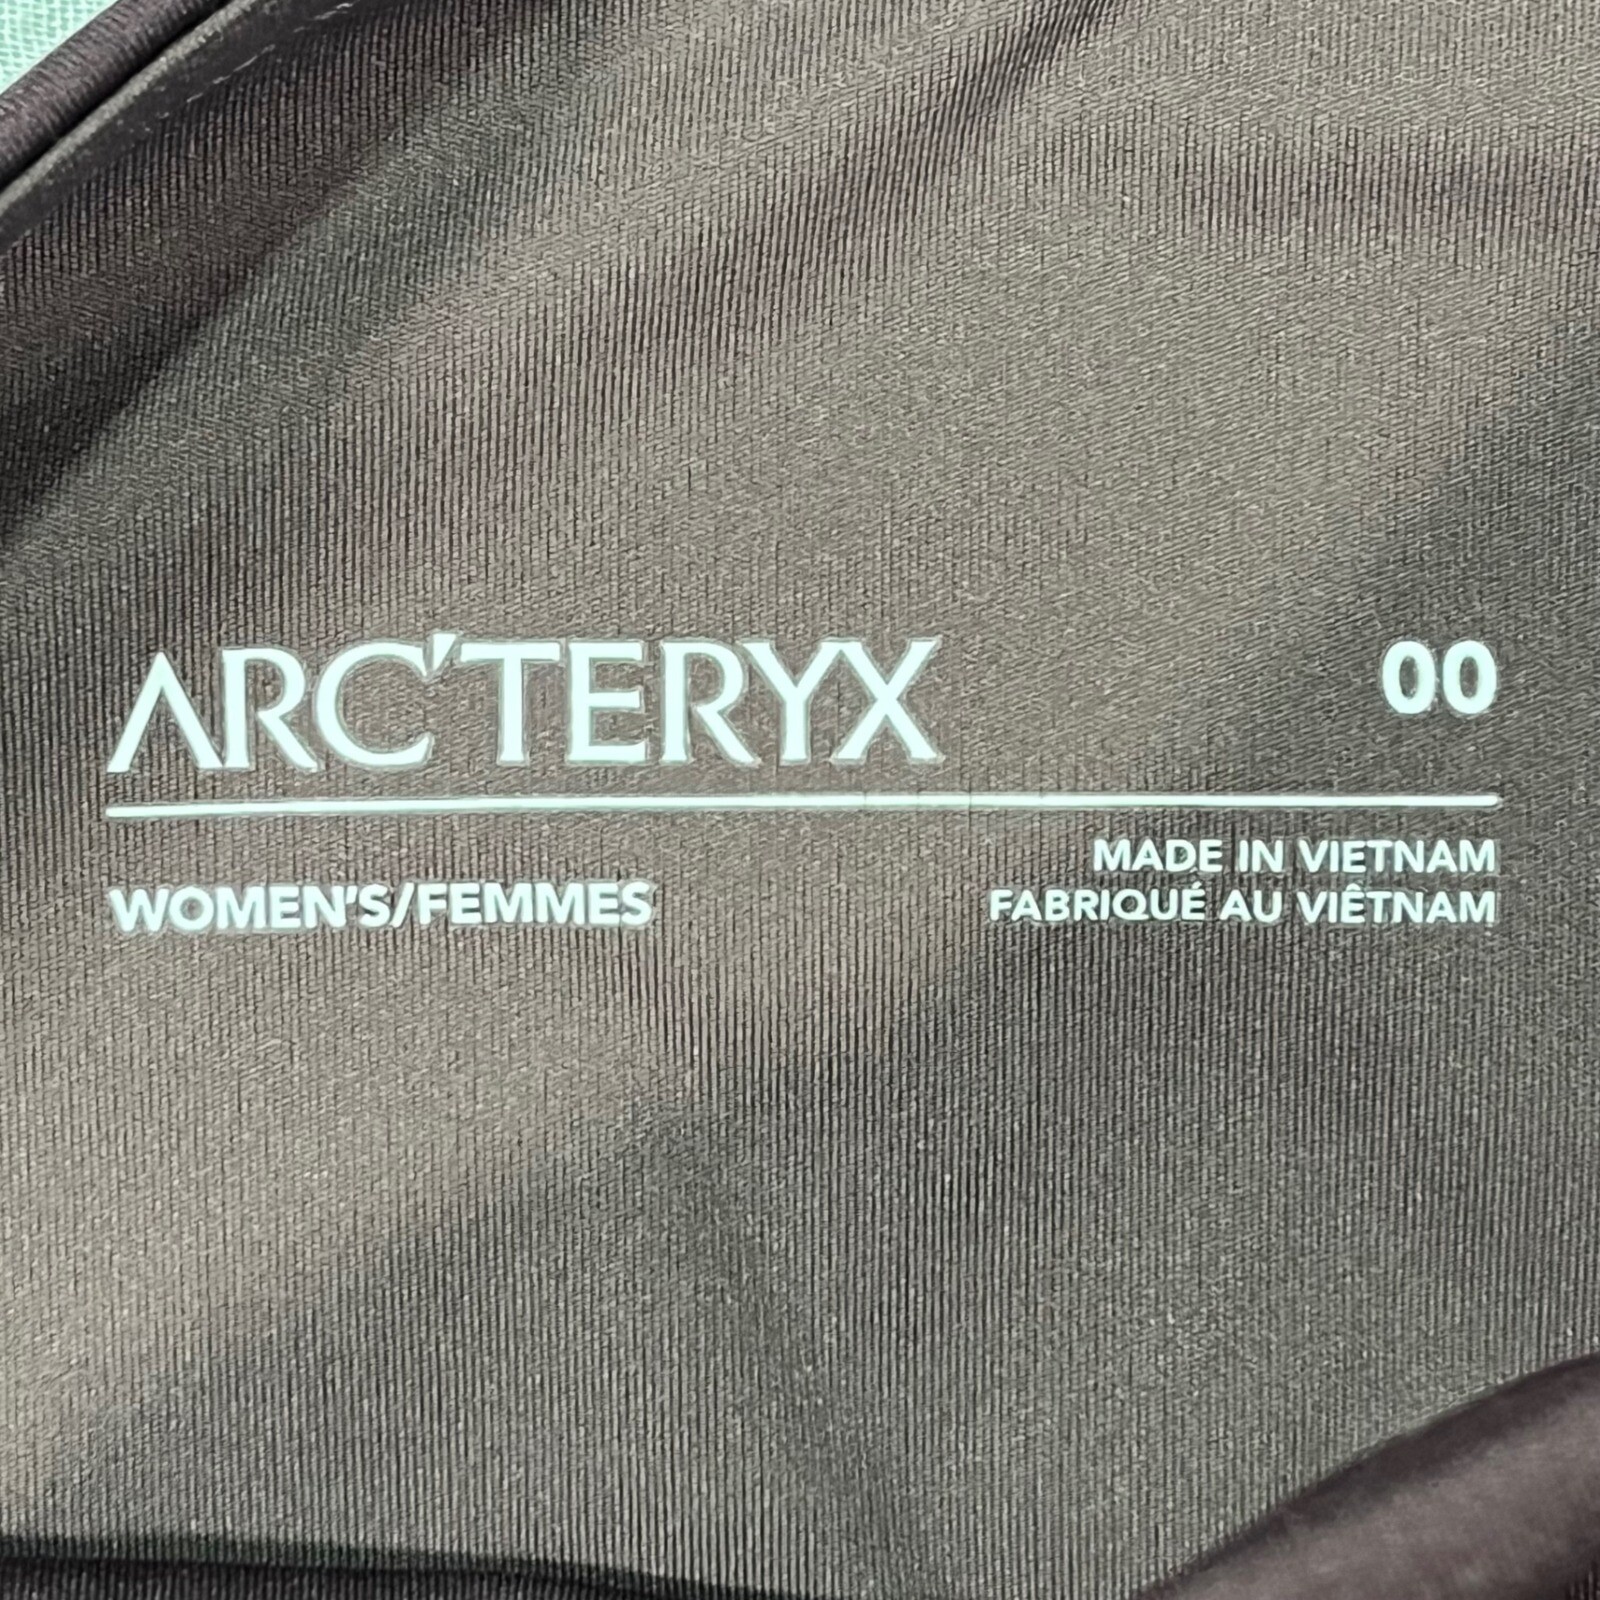 ARC'TERYX 00
WOMEN'S/FEMMES
MADE IN VIETNAM
FABRIQUÉ AU VIÊTNAM